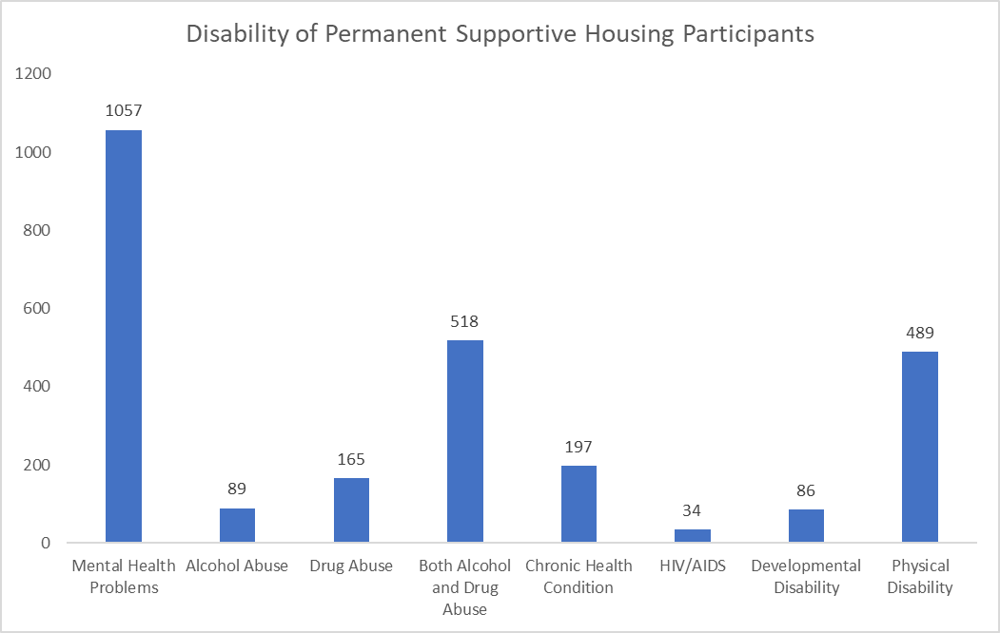 Disability of Permanent Supportive Housing Participants
1200
1000
800
600
400
200
0
1057
89
165
518
197
34
86
489
Mental Health
Problems
Alcohol Abuse
Drug Abuse
Both Alcohol
and Drug
Abuse
Chronic Health
Condition
HIV/AIDS
Developmental
Disability
Physical
Disability